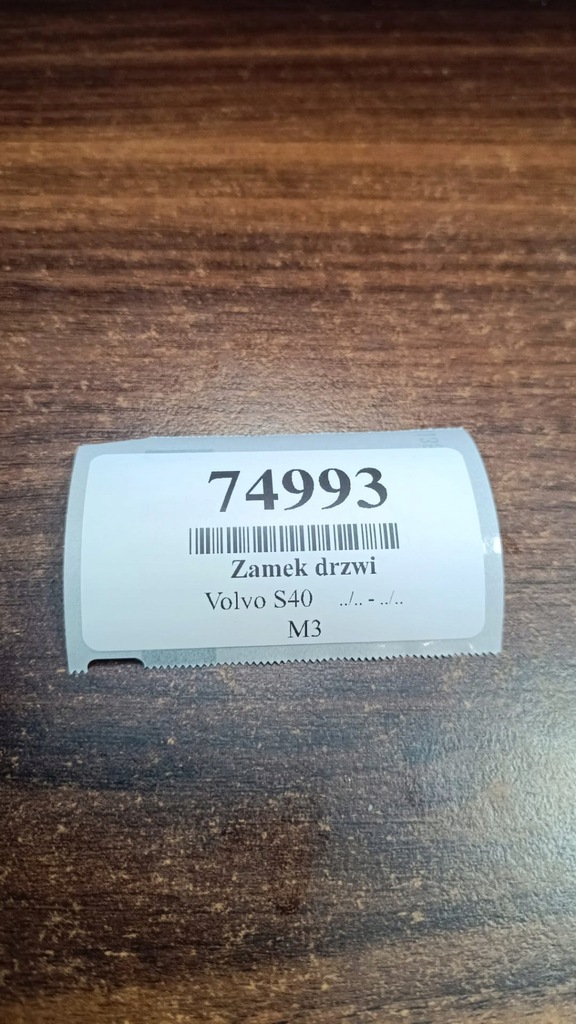 74993
Zamek drzwi
Volvo S40 ../.. - ../..
M3